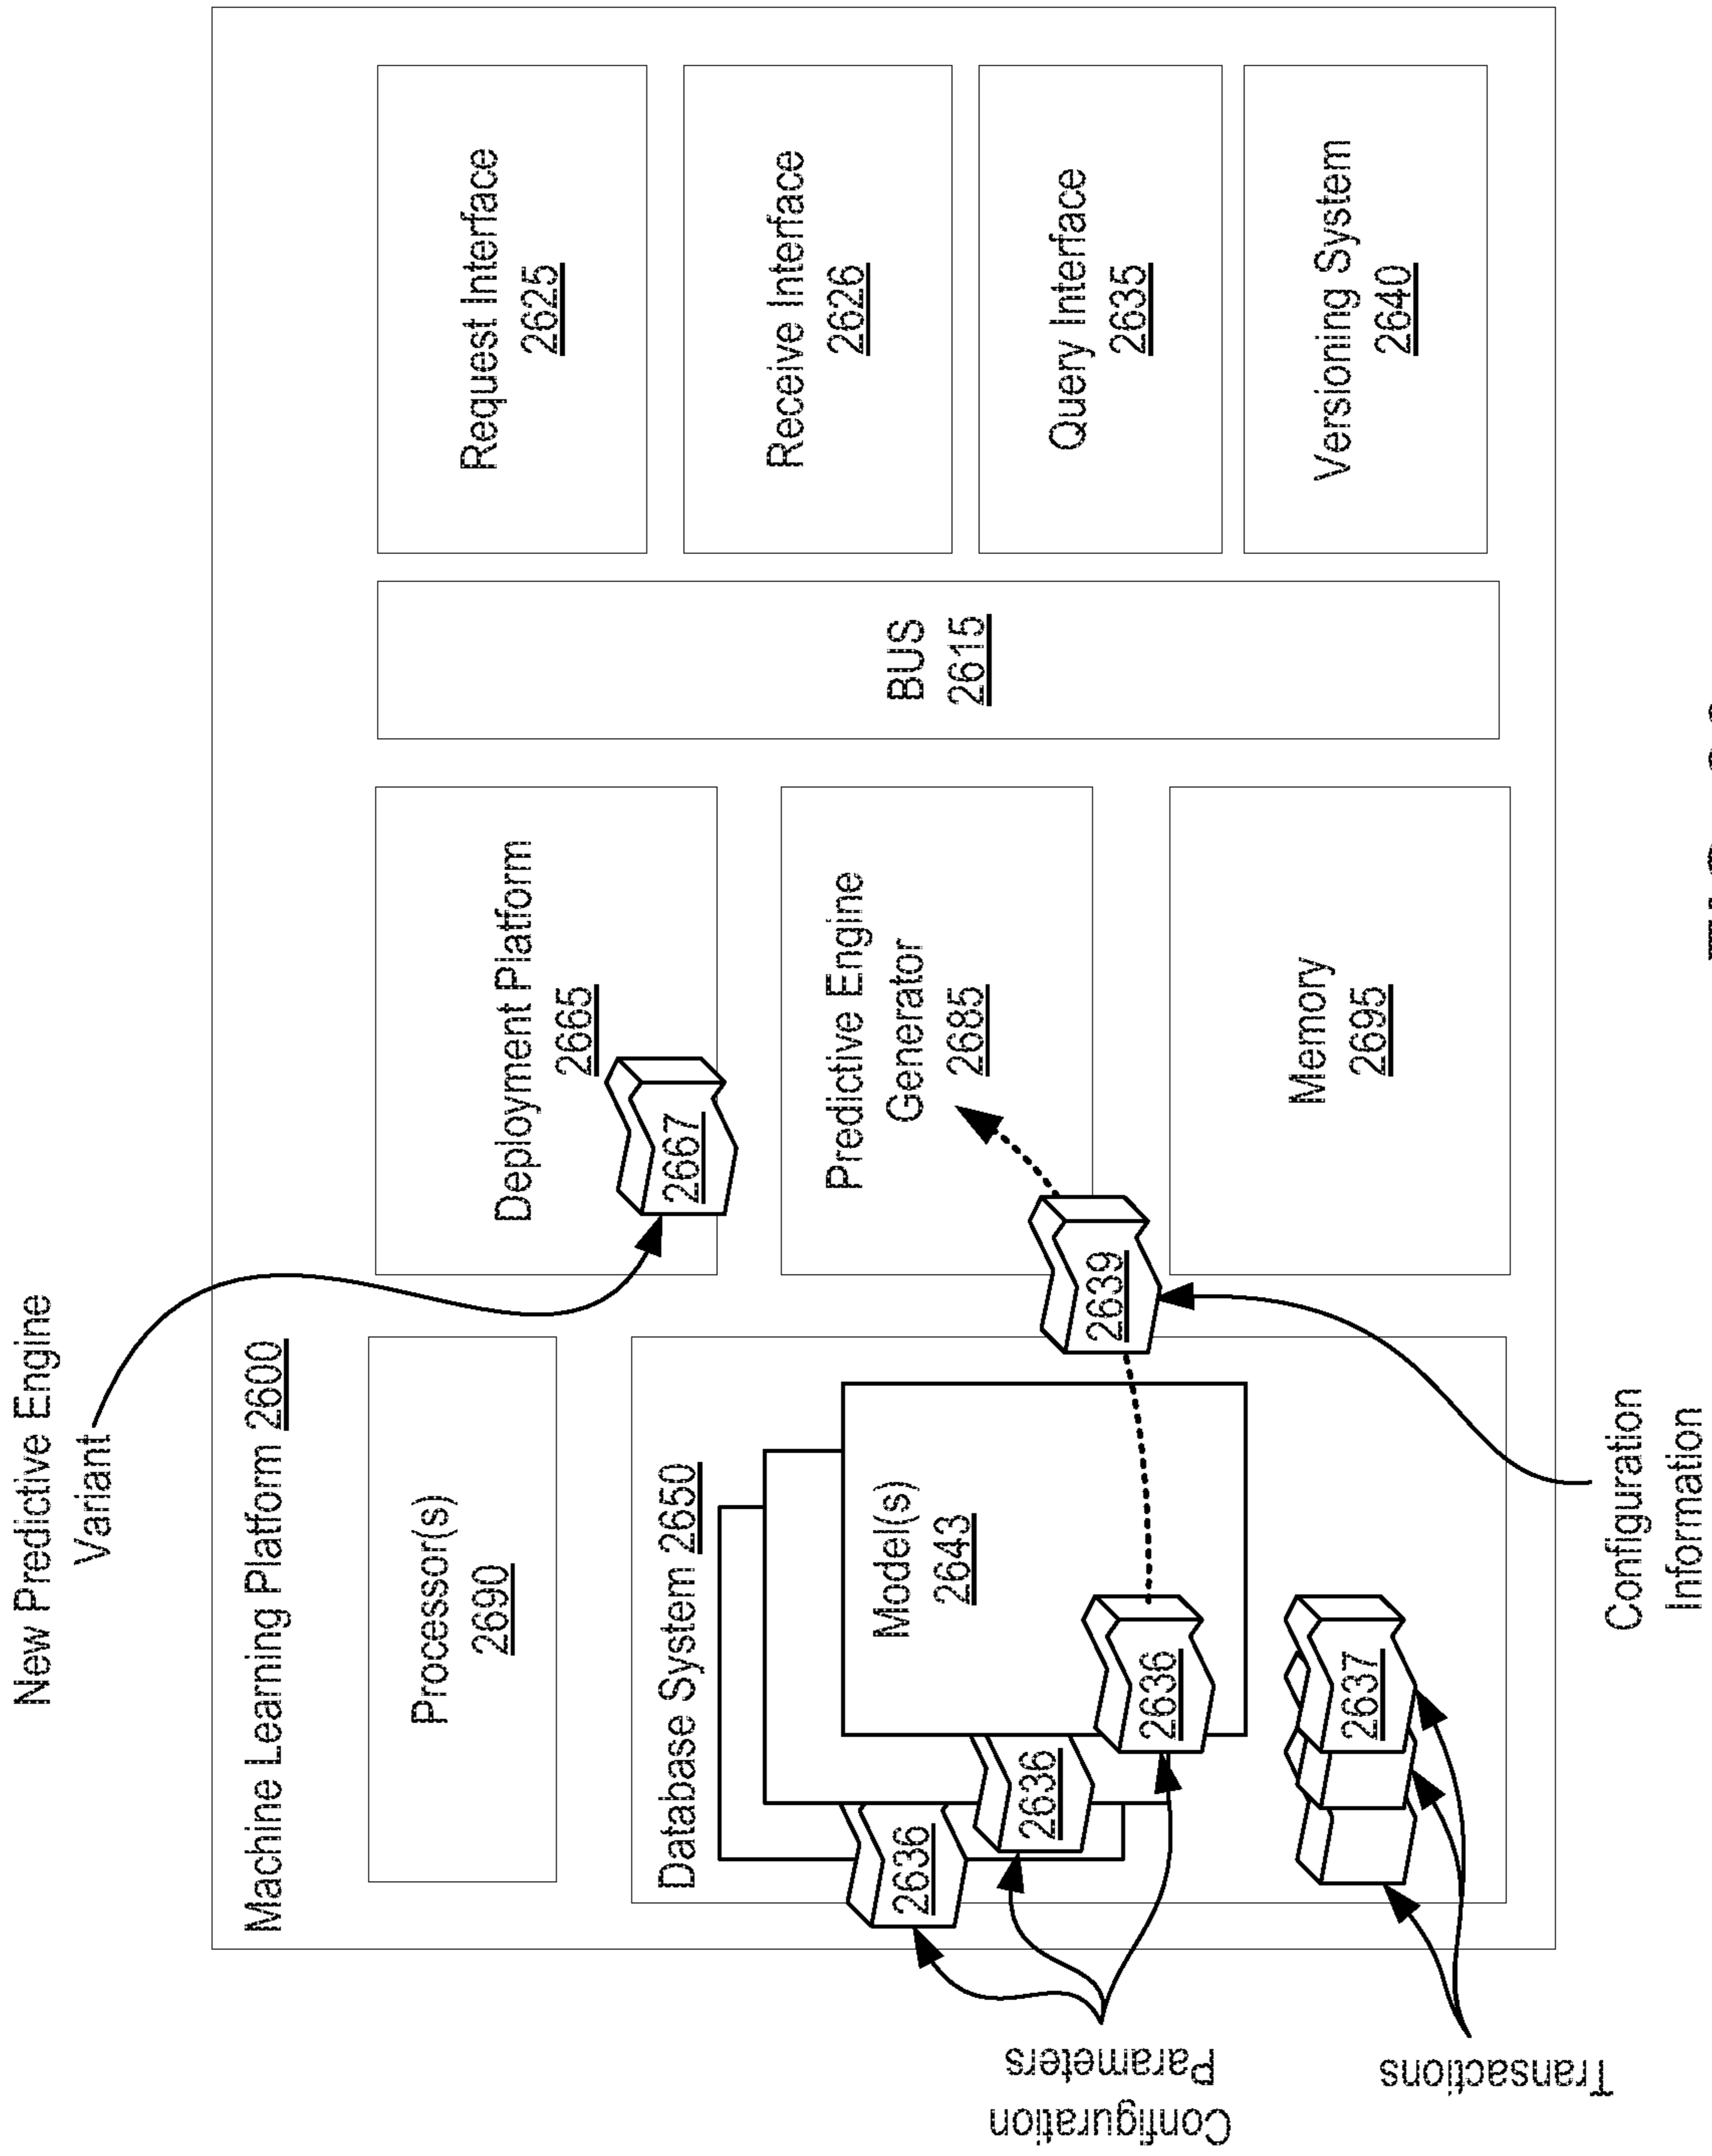 New Predictive Engine
Variant
Machine Learning Platform 2600
Processor(s)
2690
Deployment Platform
2665
2667
Request Interface
2625
Database System 2650
Model(s)
2643
2636
2636
2636
2637
2639
Predictive Engine
Generator
2685
BUS
2615
Receive Interface
2626
Query Interface
2635
Memory
2695
Versioning System
2640
Configuration
Parameters
Transactions
Configuration
Information